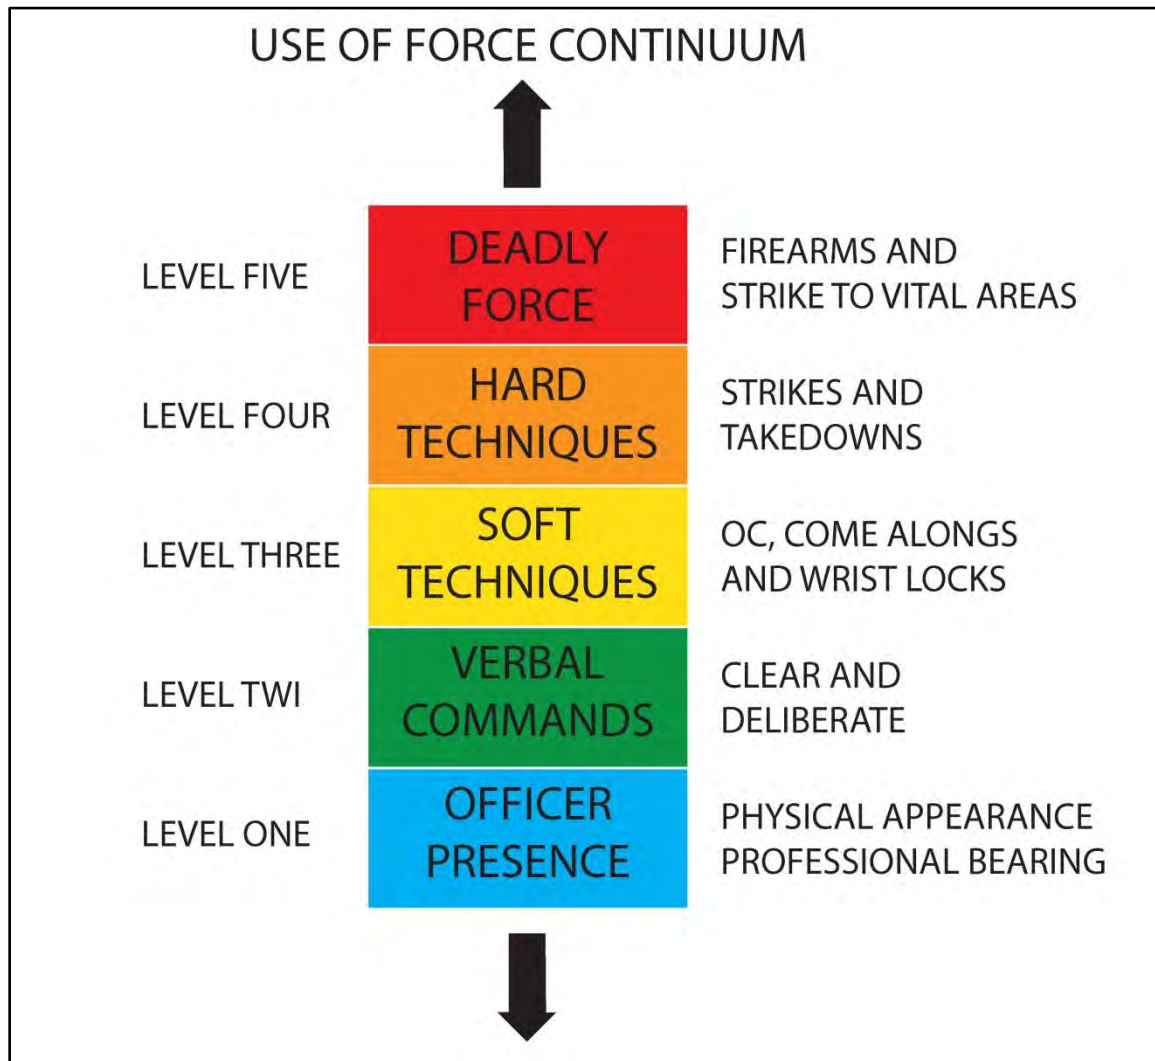 USE OF FORCE CONTINUUM
LEVEL FIVE
DEADLY
FORCE
FIREARMS AND
STRIKE TO VITAL AREAS
LEVEL FOUR
HARD
TECHNIQUES
STRIKES AND
TAKEDOWNS
LEVEL THREE
SOFT
TECHNIQUES
OC, COME ALONGS
AND WRIST LOCKS
LEVEL TWI
VERBAL
COMMANDS
CLEAR AND
DELIBERATE
LEVEL ONE
OFFICER
PRESENCE
PHYSICAL APPEARANCE
PROFESSIONAL BEARING